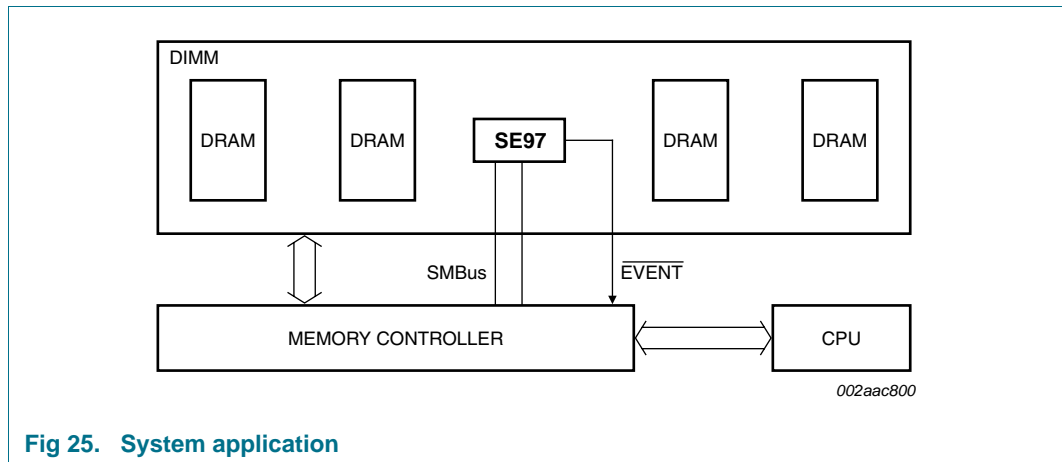 DIMM
DRAM
DRAM
SE97
DRAM
DRAM
SMBus
EVENT
MEMORY CONTROLLER
CPU
002aac800
Fig 25. System application